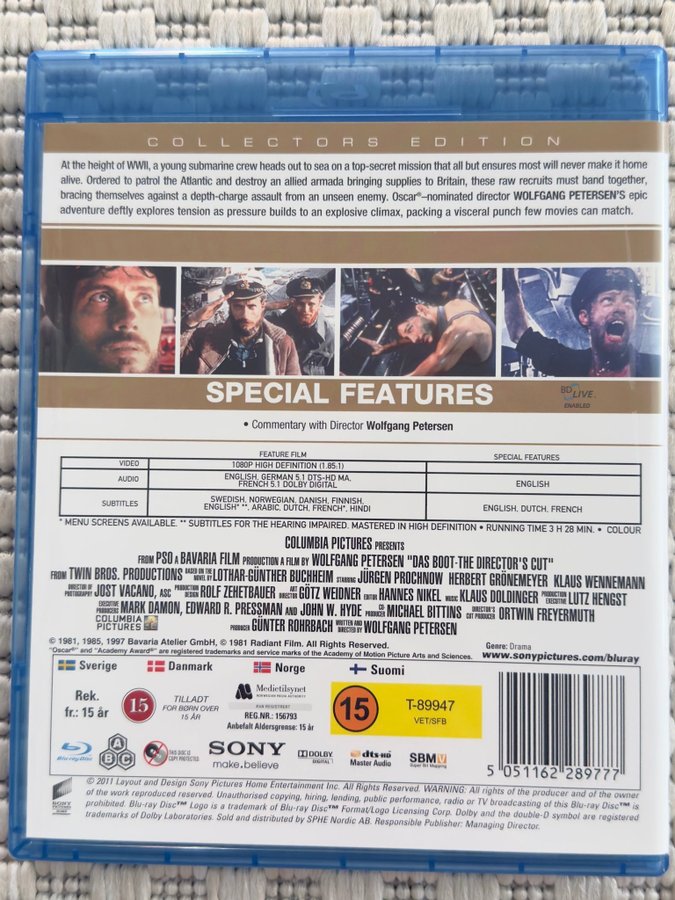 COLLECTORS EDITION
At the height of WWII, a young submarine crew heads out to sea on a top-secret mission that all but ensures most will never make it home
alive. Ordered to patrol the Atlantic and destroy an allied armada bringing supplies to Britain, these raw recruits must band together,
bracing themselves against a depth-charge assault from an unseen enemy. Oscar®–nominated director WOLFGANG PETERSEN'S epic
adventure deftly explores tension as pressure builds to an explosive climax, packing a visceral punch few movies can match.
SPECIAL FEATURES
BD LIVE.
ENABLED
• Commentary with Director Wolfgang Petersen
FEATURE FILM SPECIAL FEATURES
VIDEO 1080P HIGH DEFINITION (1.85:1)
AUDIO ENGLISH, GERMAN 5.1 DTS-HD MA, FRENCH 5.1 DOLBY DIGITAL ENGLISH
SUBTITLES SWEDISH, NORWEGIAN, DANISH, FINNISH, ENGLISH* **, ARABIC, DUTCH, FRENCH*, HINDI ENGLISH, DUTCH, FRENCH
* MENU SCREENS AVAILABLE. ** SUBTITLES FOR THE HEARING IMPAIRED. MASTERED IN HIGH DEFINITION • RUNNING TIME 3 H 28 MIN. • COLOUR
COLUMBIA PICTURES PRESENTS
FROM PSO A BAVARIA FILM PRODUCTION A FILM BY WOLFGANG PETERSEN "DAS BOOT-THE DIRECTOR'S CUT"
FROM TWIN BROS. PRODUCTIONS BASED ON THE NOVEL BY LOTHAR-GÜNTHER BUCHHEIM STARRING JÜRGEN PROCHNOW HERBERT GRÖNEMEYER KLAUS WENNEMANN
DIRECTOR OF PHOTOGRAPHY JOST VACANO, ASC PRODUCTION DESIGN ROLF ZEHETBAUER ART DIRECTOR GÖTZ WEIDNER EDITOR HANNES NIKEL MUSIC KLAUS DOLDINGER PRODUCTION EXECUTIVE LUTZ HENGST
EXECUTIVE PRODUCERS MARK DAMON, EDWARD R. PRESSMAN AND JOHN W. HYDE CO PRODUCER MICHAEL BITTINS DIRECTOR'S CUT PRODUCER ORTWIN FREYERMUTH
COLUMBIA PICTURES PRODUCER GÜNTER ROHRBACH WRITTEN AND DIRECTED BY WOLFGANG PETERSEN
© 1981, 1985, 1997 Bavaria Atelier GmbH, © 1981 Radiant Film. All Rights Reserved.
"Oscar" and "Academy Award" are registered trademark and service marks of the Academy of Motion Picture Arts and Sciences.
Genre: Drama
www.sonypictures.com/bluray
Sverige Danmark Norge Suomi
Rek.
fr.: 15 år
15
TILLADT
FOR BØRN OVER
15 ÅR
Medietilsynet
NORWEGIAN MEDIA AUTHORITY
KUN REGISTRERT
REG.NR.: 156793
Anbefalt Aldersgrense: 15 år
15
T-89947
VET/SFB
Blu-ray Disc
A B C
THIS DISC IS
COPY PROTECTED
SONY
make.believe
DOLBY
DIGITAL
dts-HD
Master Audio
SBMV
Super Bit Mapping
5 051162 289777
SONY
PICTURES
© 2011 Layout and Design Sony Pictures Home Entertainment Inc. All Rights Reserved. WARNING: All rights of the producer and of the owner
of the work reproduced reserved. Unauthorised copying, hiring, lending, public performance, radio or TV broadcasting of this Blu-ray Disc™ is
prohibited. Blu-ray Disc™ Logo is a trademark of Blu-ray Disc™ Format/Logo Licensing Corp. Dolby and the double-D symbol are registered
trademarks of Dolby Laboratories. Sold and distributed by SPHE Nordic AB. Responsible Publisher: Managing Director.